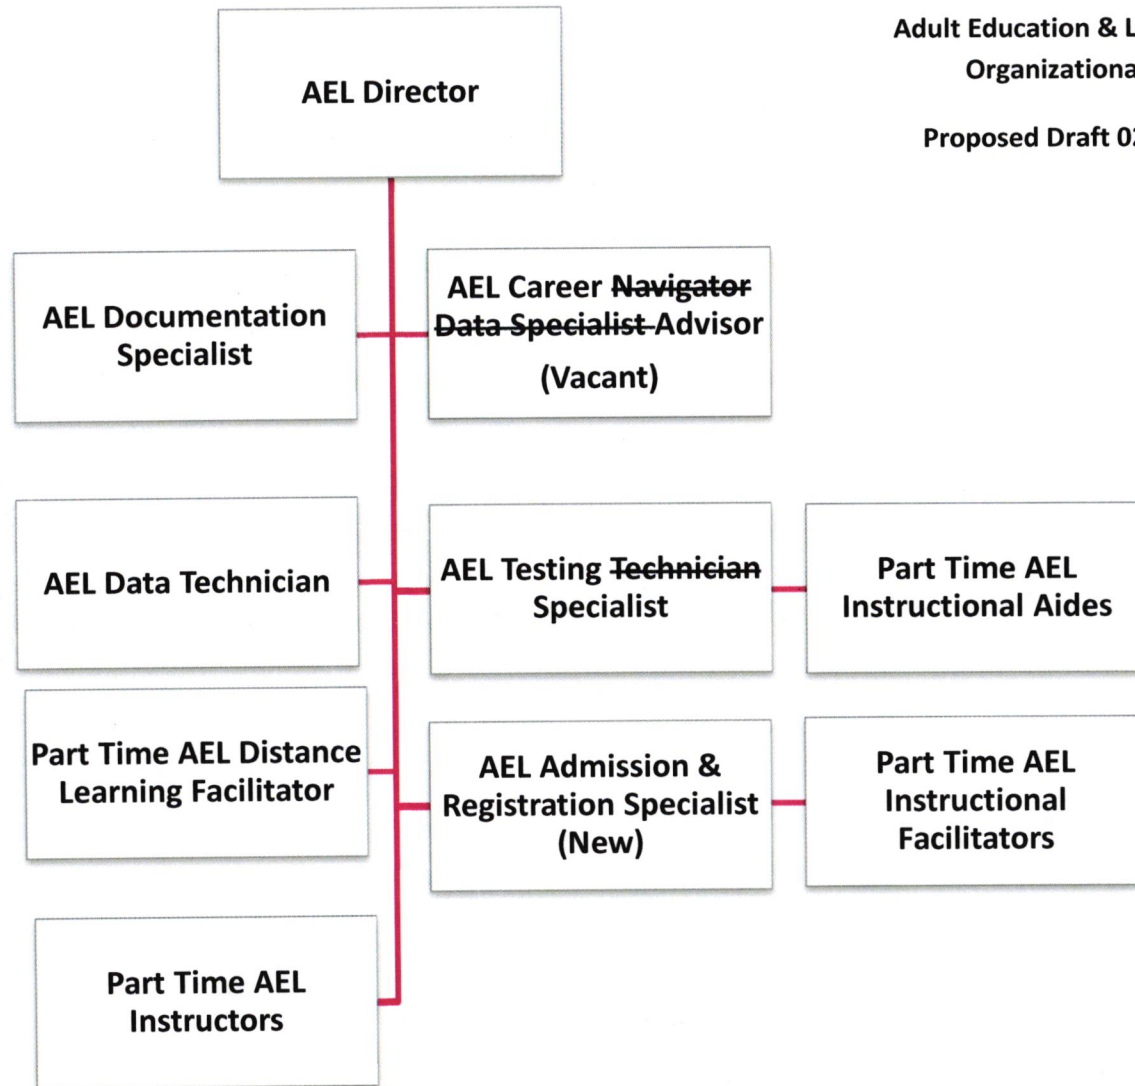 Adult Education & L
Organizationa
Proposed Draft 02
AEL Director
AEL Documentation
Specialist
AEL Career ~~Navigator~~
~~Data Specialist~~ Advisor
(Vacant)
AEL Data Technician
AEL Testing ~~Technician~~
Specialist
Part Time AEL
Instructional Aides
Part Time AEL Distance
Learning Facilitator
AEL Admission &
Registration Specialist
(New)
Part Time AEL
Instructional
Facilitators
Part Time AEL
Instructors